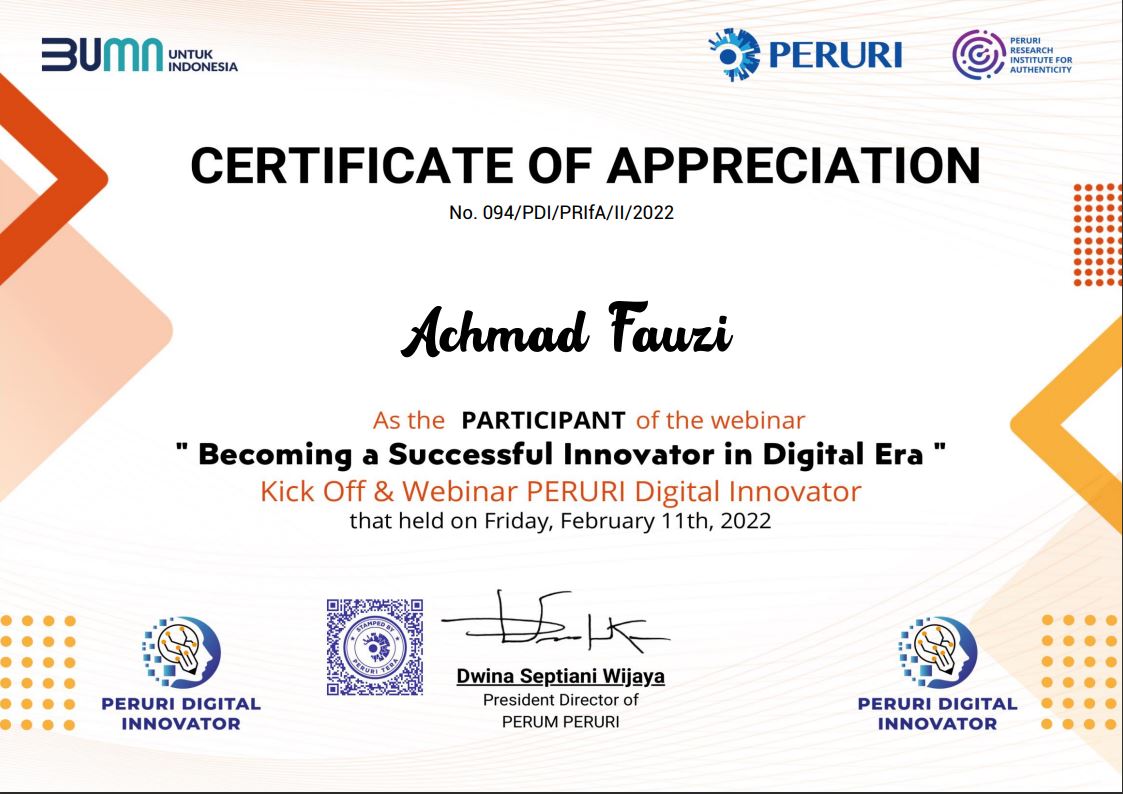 BUMN UNTUK
INDONESIA
PERURI
PERURI
RESEARCH
INSTITUTE FOR
AUTHENTICITY
CERTIFICATE OF APPRECIATION
No. 094/PDI/PRIfA/II/2022
Achmad Fauzi
As the PARTICIPANT of the webinar
" Becoming a Successful Innovator in Digital Era "
Kick Off & Webinar PERURI Digital Innovator
that held on Friday, February 11th, 2022
STAMPED BY
PERURI TERA
Dwina Septiani Wijaya
President Director of
PERUM PERURI
PERURI DIGITAL
INNOVATOR
PERURI DIGITAL
INNOVATOR